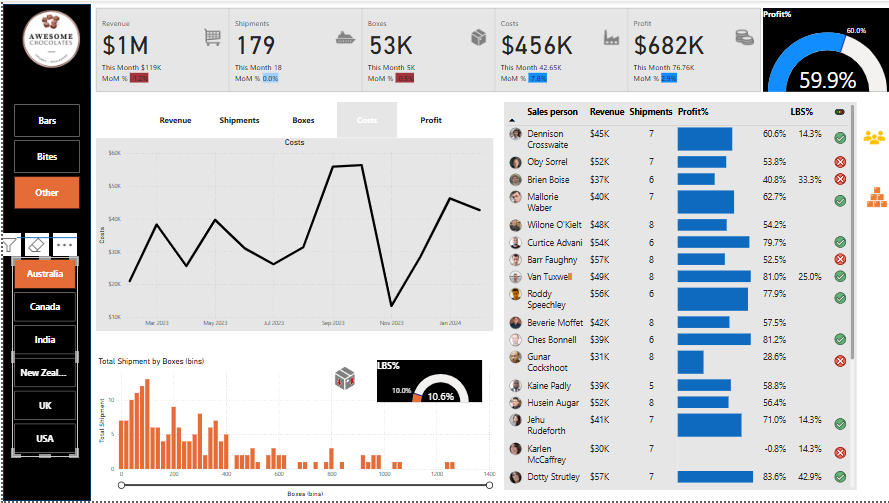 AWESOME
CHOCOLATES
Bars
Bites
Other
Australia
Canada
India
New Zeal...
UK
USA
Revenue
$1M
This Month $119K
MoM % -1.2%
Shipments
179
This Month 18
MoM % 0.0%
Boxes
53K
This Month 5K
MoM %
Costs
$456K
This Month 42.65K
MoM % -7.8%
Profit
$682K
This Month 76.76K
MoM % 2.9%
Profit%
60.0%
59.9%
Revenue Shipments Boxes Costs Profit
Costs
$60K
$50K
$40K
$30K
$20K
$10K
Costs
Mar 2023 May 2023 Jul 2023 Sep 2023 Nov 2023 Jan 2024
Total Shipment by Boxes (bins)
LBS%
10.0%
10.6%
Total Shipment
10
5
0
0 200 400 600 800 1000 1200 1400
Boxes (bins)
Sales person Revenue Shipments Profit% LBS%
Dennison Crosswaite $45K 7 60.6% 14.3%
Oby Sorrel $52K 7 53.8%
Brien Boise $37K 6 40.8% 33.3%
Mallorie Waber $40K 7 62.7%
Wilone O'Kielt $48K 8 54.2%
Curtice Advani $54K 6 79.7%
Barr Faughny $57K 8 52.5%
Van Tuxwell $49K 8 81.0% 25.0%
Roddy Speechley $56K 6 77.9%
Beverie Moffet $42K 8 57.5%
Ches Bonnell $39K 6 81.2%
Gunar Cockshoot $31K 8 28.6%
Kaine Padly $39K 5 58.8%
Husein Augar $52K 8 56.4%
Jehu Rudeforth $41K 7 71.0% 14.3%
Karlen McCaffrey $30K 7 -0.8% 14.3%
Dotty Strutley $57K 7 83.6% 42.9%